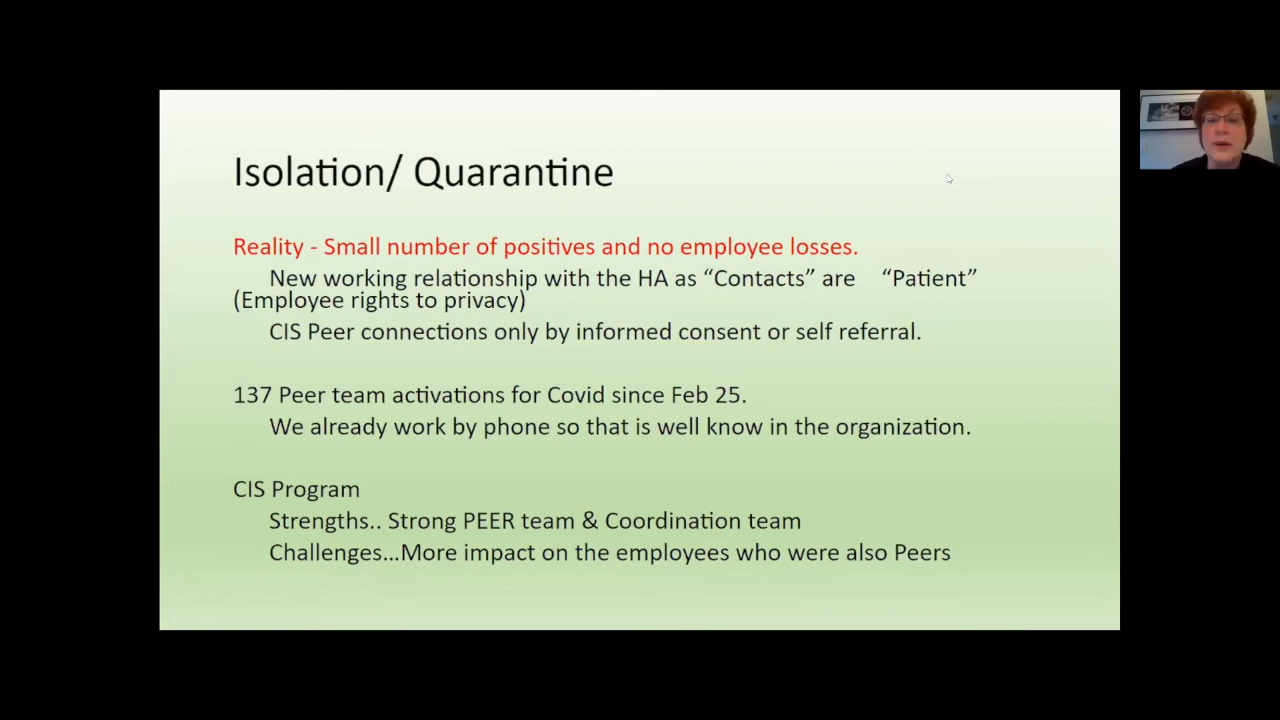 Isolation/ Quarantine
Reality - Small number of positives and no employee losses.
New working relationship with the HA as “Contacts” are “Patient”
(Employee rights to privacy)
CIS Peer connections only by informed consent or self referral.
137 Peer team activations for Covid since Feb 25.
We already work by phone so that is well know in the organization.
CIS Program
Strengths.. Strong PEER team & Coordination team
Challenges…More impact on the employees who were also Peers